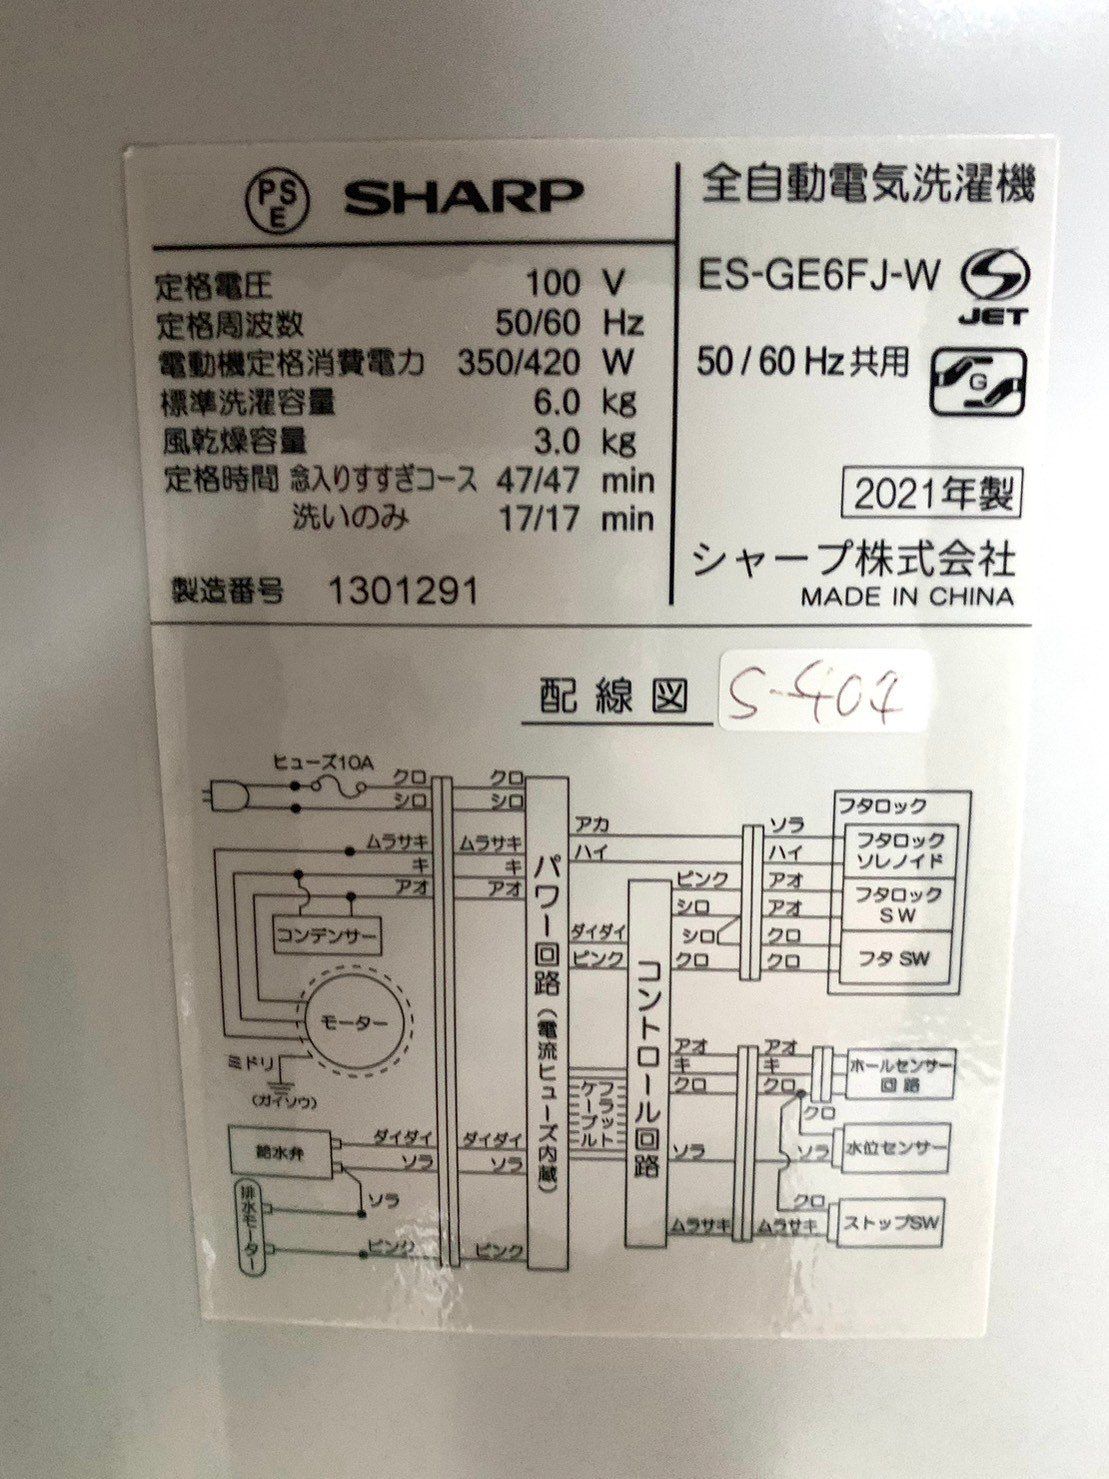 PSE SHARP
定格電圧 100 V
定格周波数 50/60 Hz
電動機定格消費電力 350/420 W
標準洗濯容量 6.0 kg
風乾燥容量 3.0 kg
定格時間 念入りすすぎコース 47/47 min
洗いのみ 17/17 min
製造番号 1301291
全自動電気洗濯機
ES-GE6FJ-W
JET
50/60Hz共用
G
2021年製
シャープ株式会社
MADE IN CHINA
配線図
S-407
ヒューズ10A
クロ
シロ
ムラサキ
キ
アオ
コンデンサー
モーター
ミドリ
(ガイソウ)
給水弁
ダイダイ
ソラ
ソラ
排水モーター
ピンク
クロ
シロ
ムラサキ
キ
アオ
ダイダイ
ソラ
ピンク
パワー回路(電流ヒューズ内蔵)
アカ
ハイ
ダイダイ
ピンク
フラット
ケーブル
コントロール回路
ピンク
シロ
シロ
クロ
アオ
キ
クロ
ソラ
ムラサキ
ソラ
ハイ
アオ
アオ
クロ
クロ
アオ
キ
クロ
クロ
ソラ
クロ
ムラサキ
フタロック
フタロック
ソレノイド
フタロック
SW
フタ SW
ホールセンサー
回路
水位センサー
ストップSW